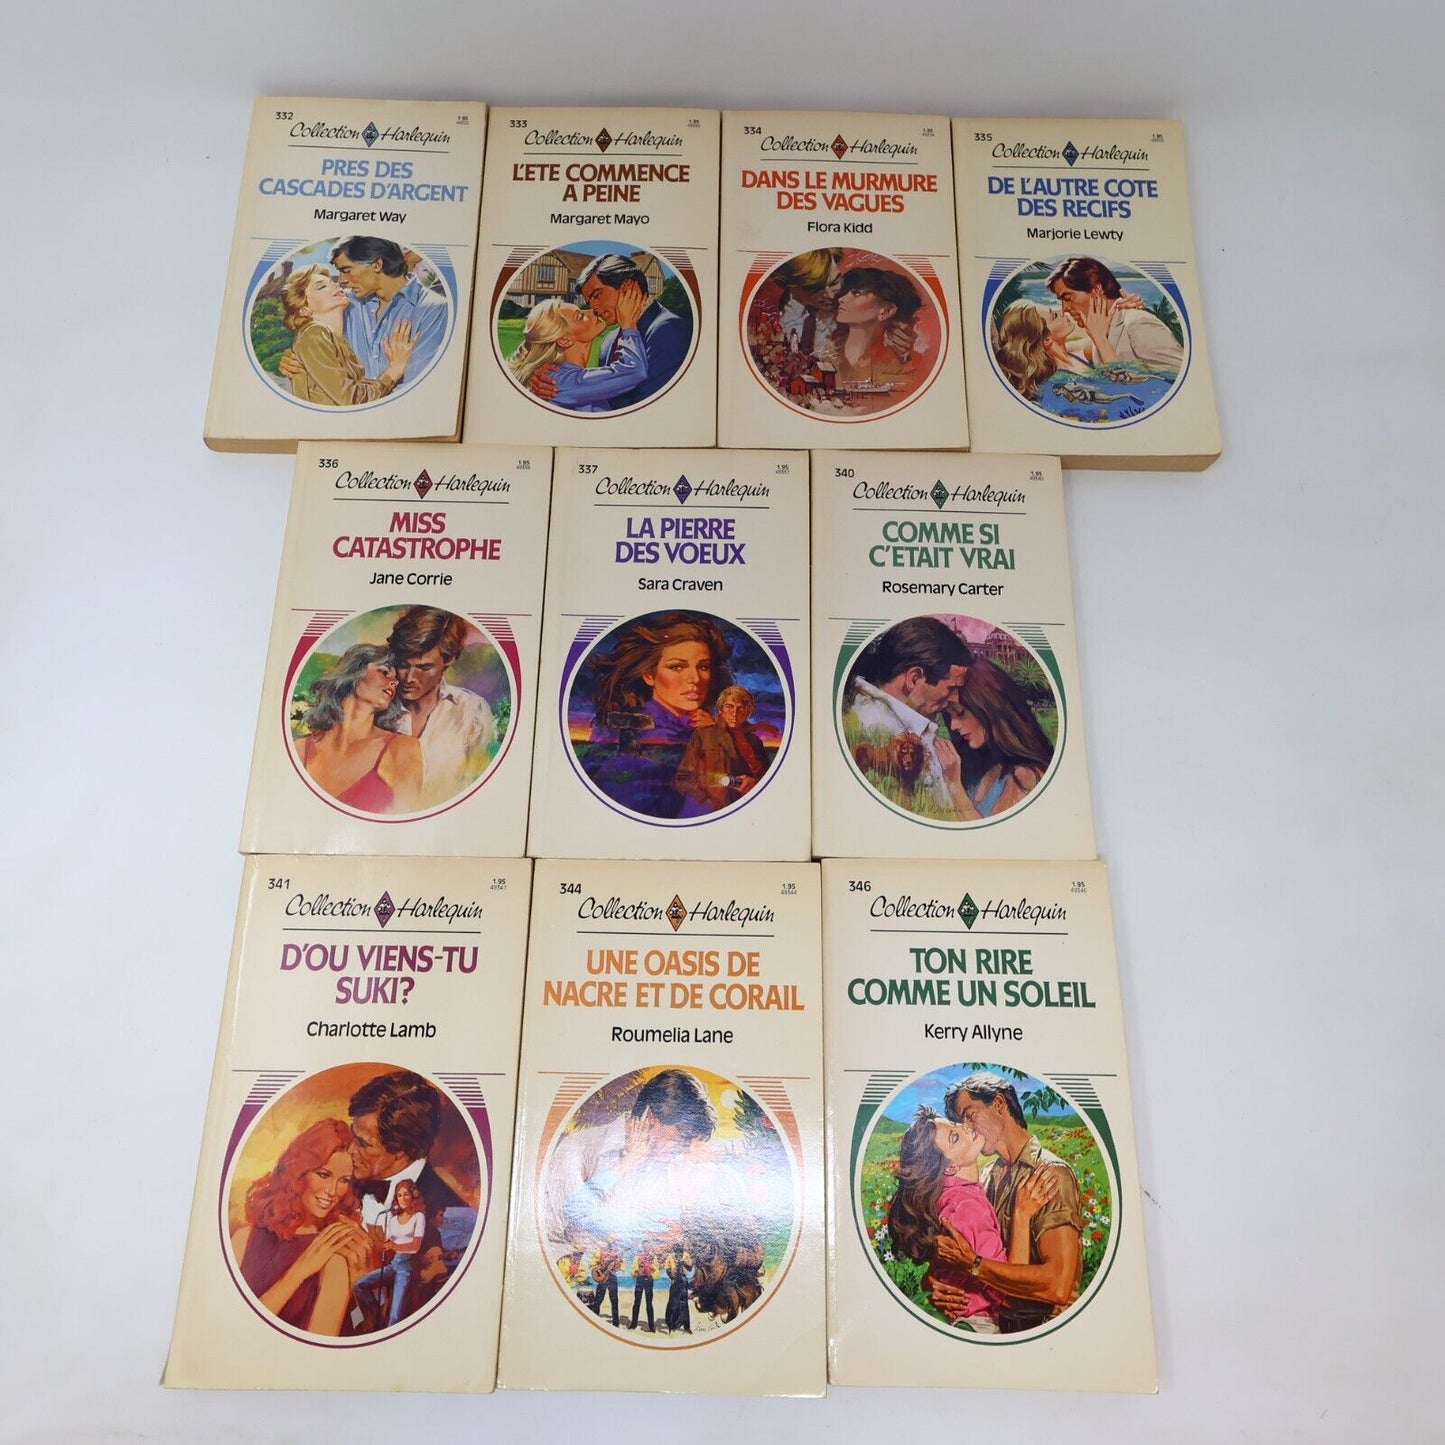 332
1.95
Collection Harlequin
PRES DES
CASCADES D'ARGENT
Margaret Way
333
1.95
Collection Harlequin
L'ETE COMMENCE
A PEINE
Margaret Mayo
334
1.95
Collection Harlequin
DANS LE MURMURE
DES VAGUES
Flora Kidd
335
1.95
Collection Harlequin
DE L'AUTRE COTE
DES RECIFS
Marjorie Lewty
336
1.95
Collection Harlequin
MISS
CATASTROPHE
Jane Corrie
337
1.95
Collection Harlequin
LA PIERRE
DES VOEUX
Sara Craven
340
1.95
Collection Harlequin
COMME SI
C'ETAIT VRAI
Rosemary Carter
341
1.95
49341
Collection Harlequin
D'OU VIENS-TU
SUKI?
Charlotte Lamb
344
1.95
49344
Collection Harlequin
UNE OASIS DE
NACRE ET DE CORAIL
Roumelia Lane
346
1.95
49346
Collection Harlequin
TON RIRE
COMME UN SOLEIL
Kerry Allyne